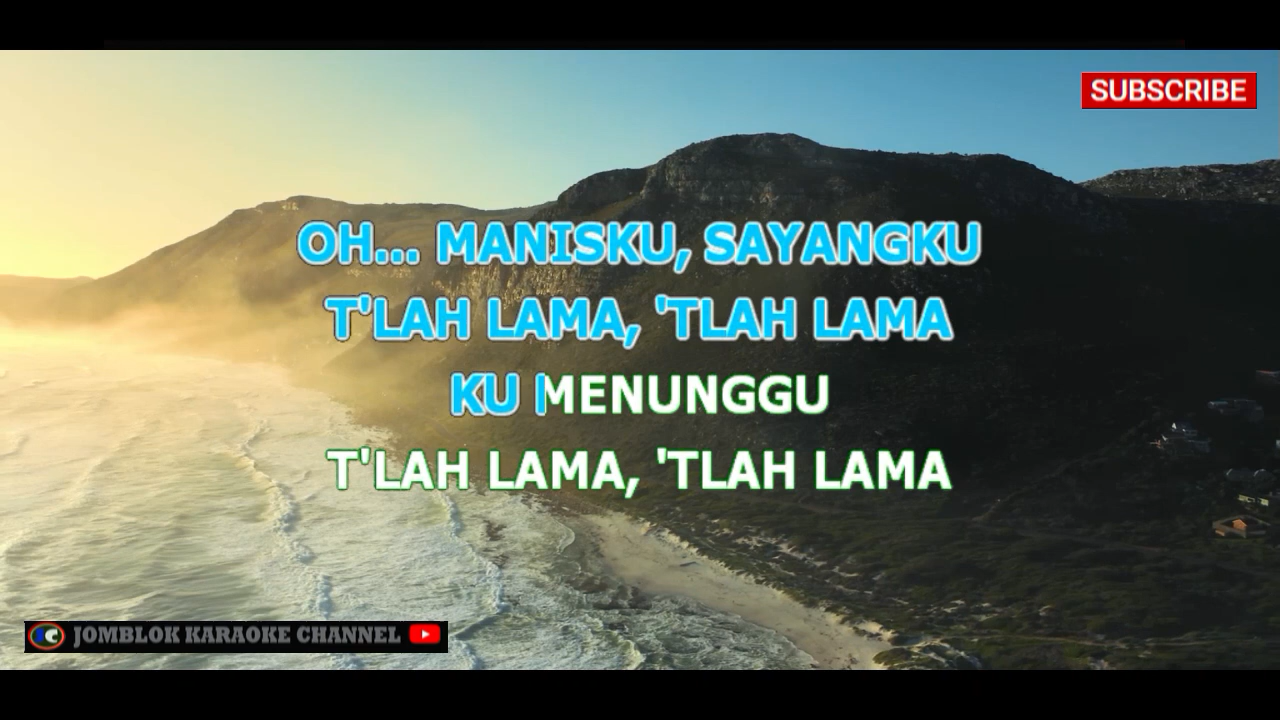 SUBSCRIBE
OH... MANISKU, SAYANGKU
T'LAH LAMA, 'TLAH LAMA
KU MENUNGGU
T'LAH LAMA, 'TLAH LAMA
JOMBLOK KARAOKE CHANNEL